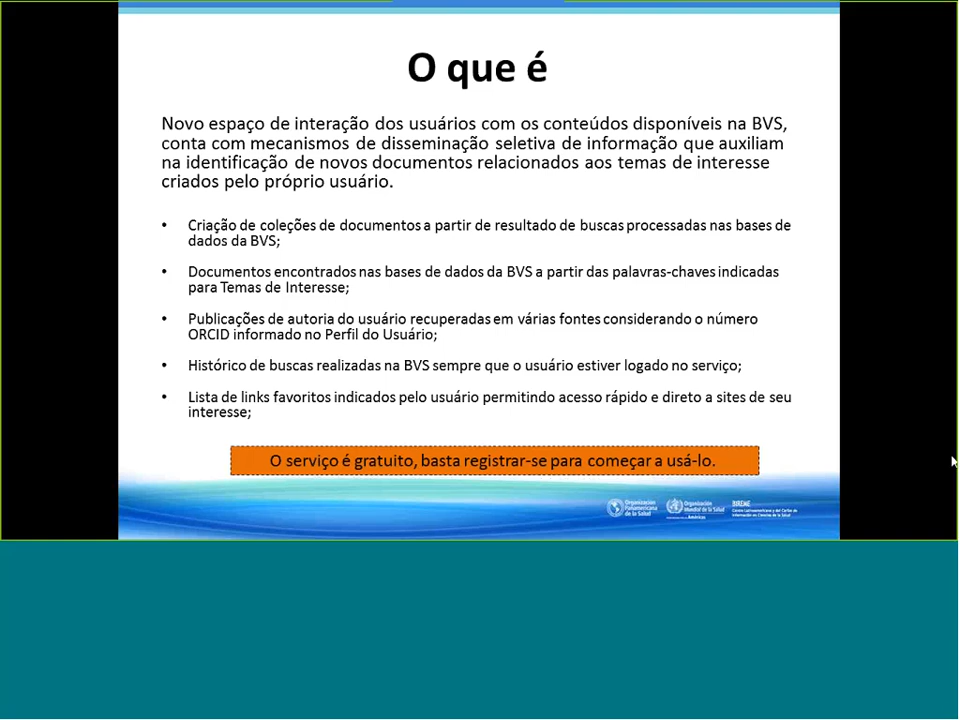 O que é
Novo espaço de interação dos usuários com os conteúdos disponíveis na BVS,
conta com mecanismos de disseminação seletiva de informação que auxiliam
na identificação de novos documentos relacionados aos temas de interesse
criados pelo próprio usuário.
• Criação de coleções de documentos a partir de resultado de buscas processadas nas bases de
dados da BVS;
• Documentos encontrados nas bases de dados da BVS a partir das palavras-chaves indicadas
para Temas de Interesse;
• Publicações de autoria do usuário recuperadas em várias fontes considerando o número
ORCID informado no Perfil do Usuário;
• Histórico de buscas realizadas na BVS sempre que o usuário estiver logado no serviço;
• Lista de links favoritos indicados pelo usuário permitindo acesso rápido e direto a sites de seu
interesse;
O serviço é gratuito, basta registrar-se para começar a usá-lo.
Organización
Panamericana
de la Salud
Organización
Mundial de la Salud
Américas
BIREME
Centro Latinoamericano y del Caribe de
Información en Ciencias de la Salud